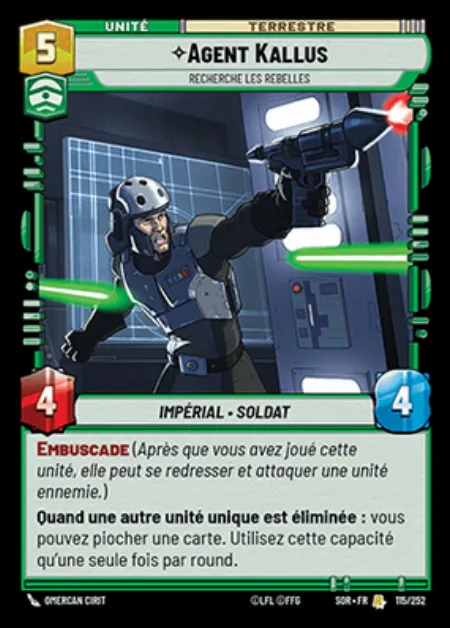 UNITÉ
TERRESTRE
5
AGENT KALLUS
RECHERCHE LES REBELLES
4
IMPÉRIAL • SOLDAT
4
EMBUSCADE (Après que vous avez joué cette
unité, elle peut se redresser et attaquer une unité
ennemie.)
Quand une autre unité unique est éliminée : vous
pouvez piocher une carte. Utilisez cette capacité
qu'une seule fois par round.
OMERCAN CIRIT
©LFL ©FFG
SOR • FR
115/252